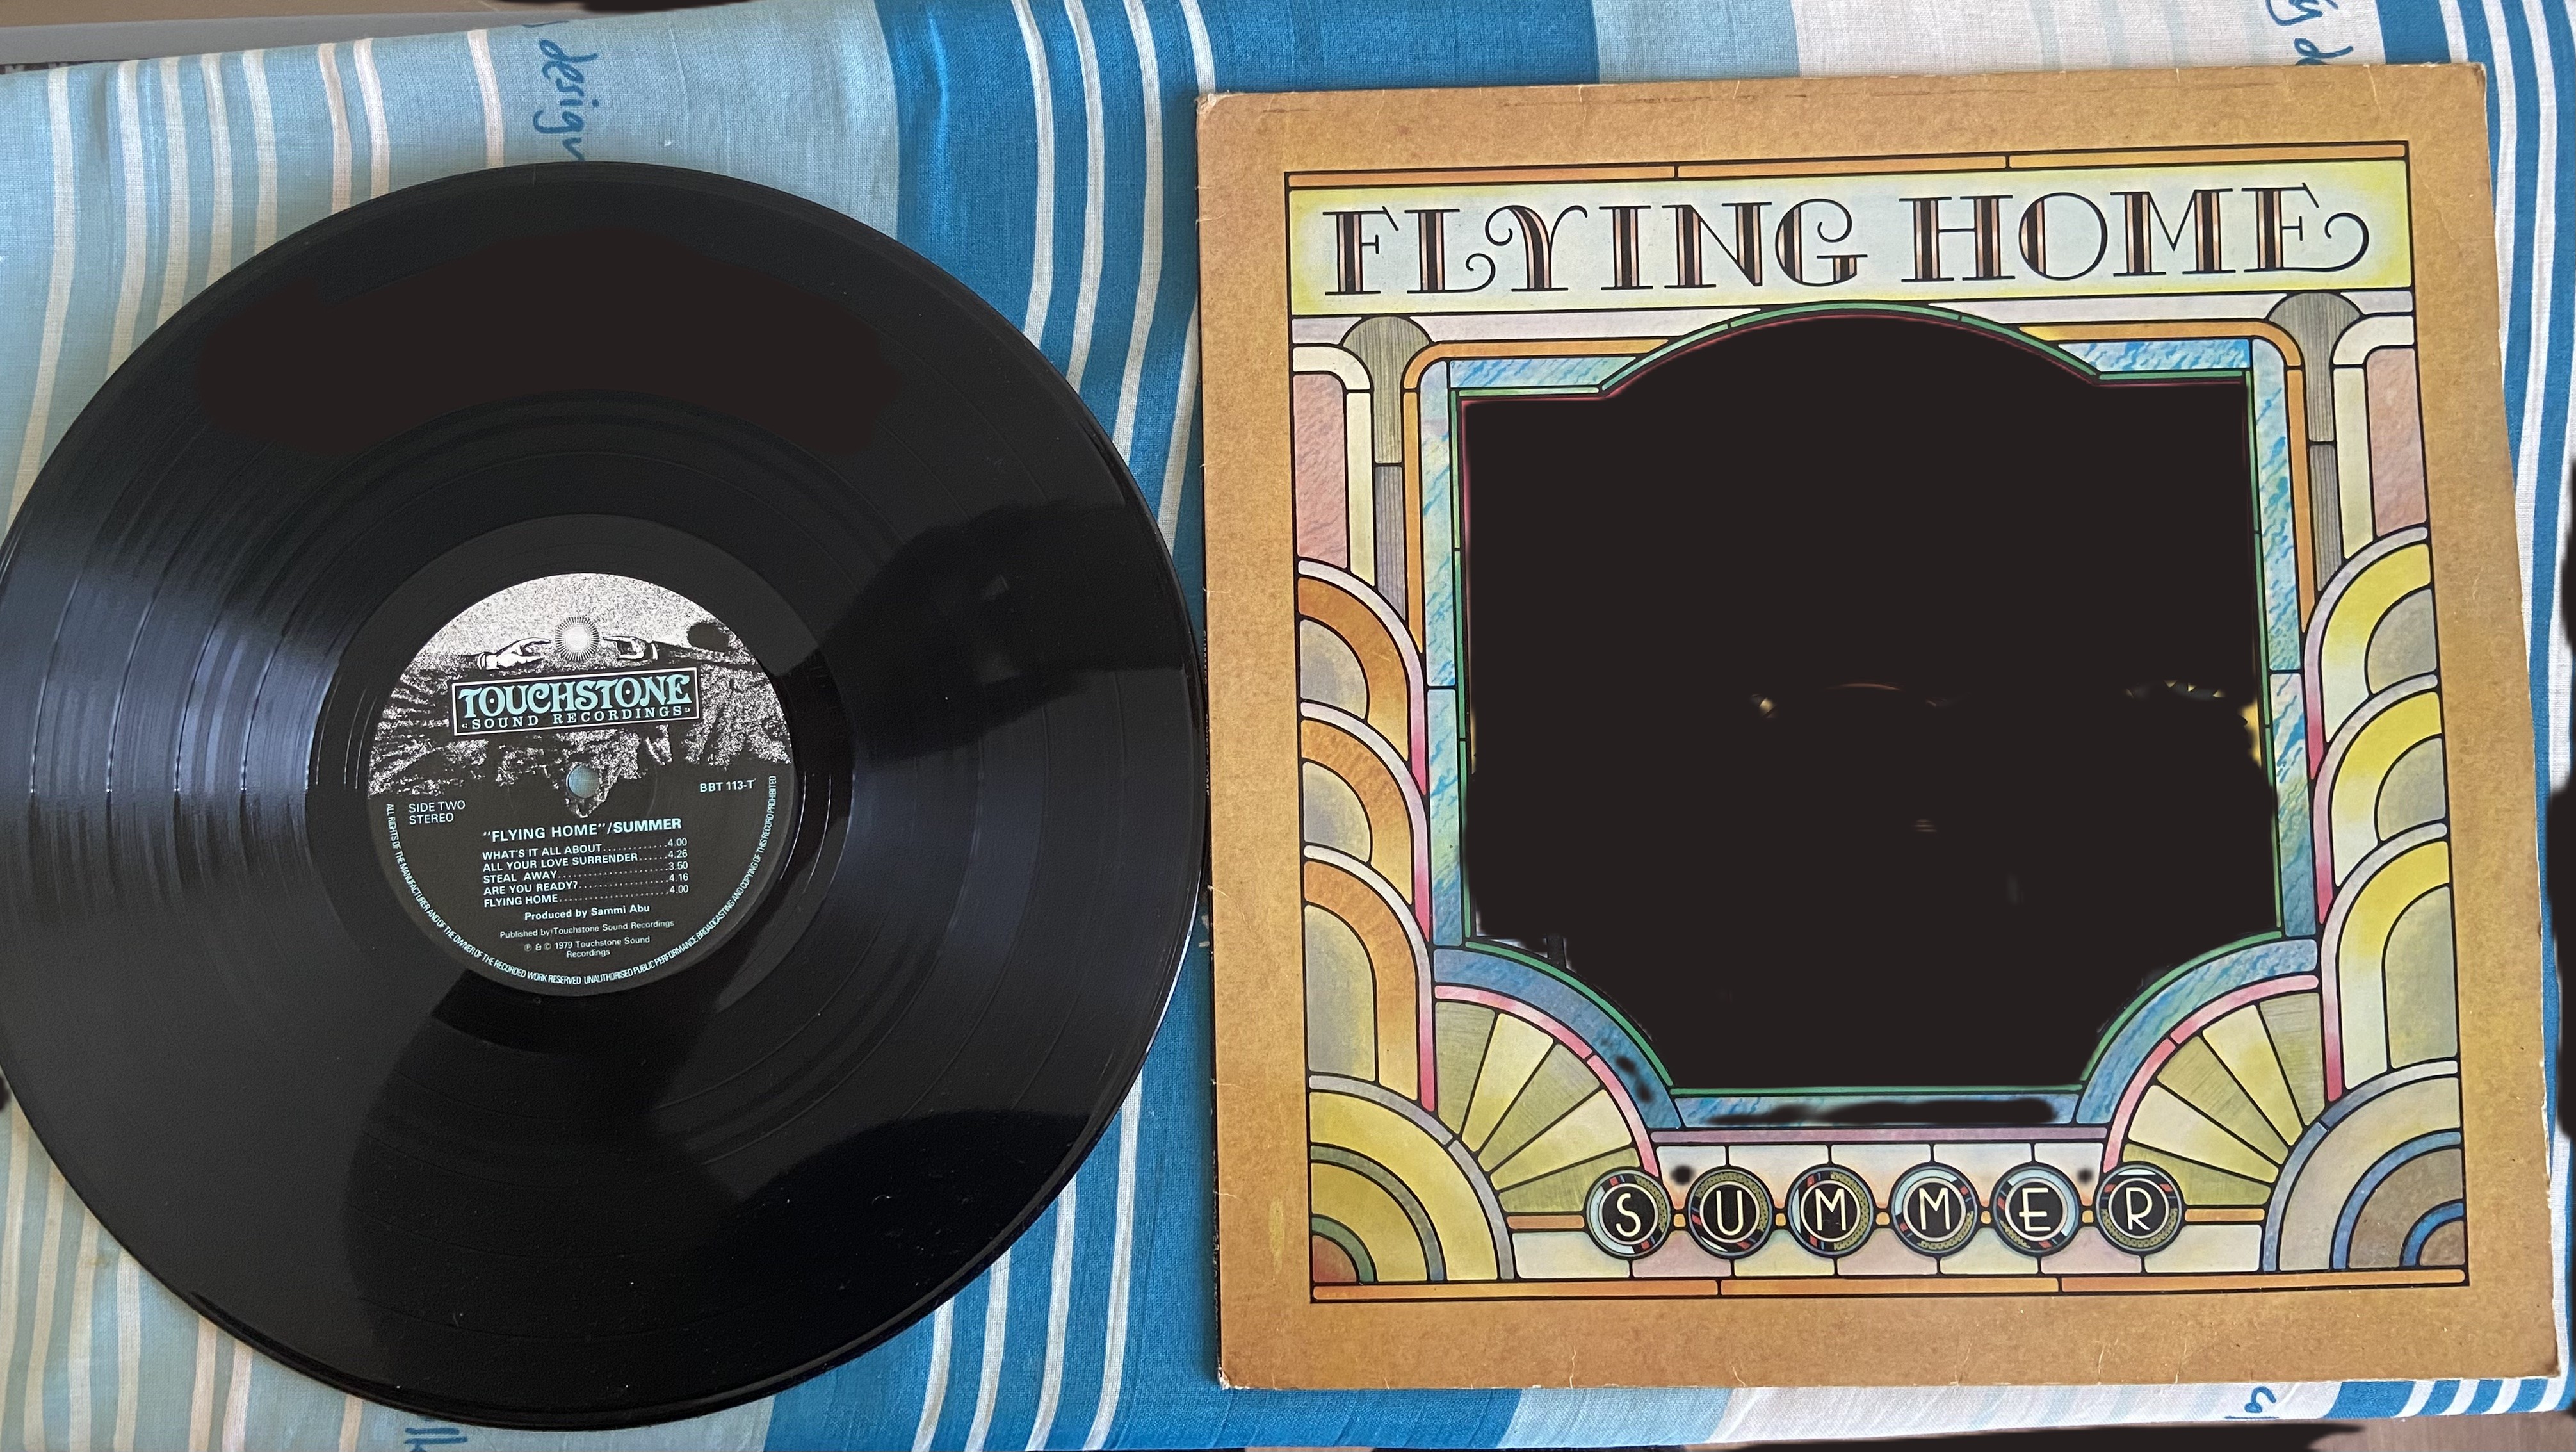 design
TOUCHSTONE
SOUND RECORDINGS
BBT 113-T
SIDE TWO
STEREO
"FLYING HOME"/SUMMER
WHAT'S IT ALL ABOUT............4.00
ALL YOUR LOVE SURRENDER......4.26
STEAL AWAY......................3.50
ARE YOU READY?..................4.16
FLYING HOME......................4.00
Produced by Sammi Abu
Published by: Touchstone Sound Recordings
℗ & © 1979 Touchstone Sound
Recordings
ALL RIGHTS OF THE MANUFACTURER AND OF THE OWNER OF THE RECORDED WORK RESERVED UNAUTHORISED PUBLIC PERFORMANCE BROADCASTING AND COPYING OF THIS RECORD PROHIBITED
FLYING HOME
SUMMER